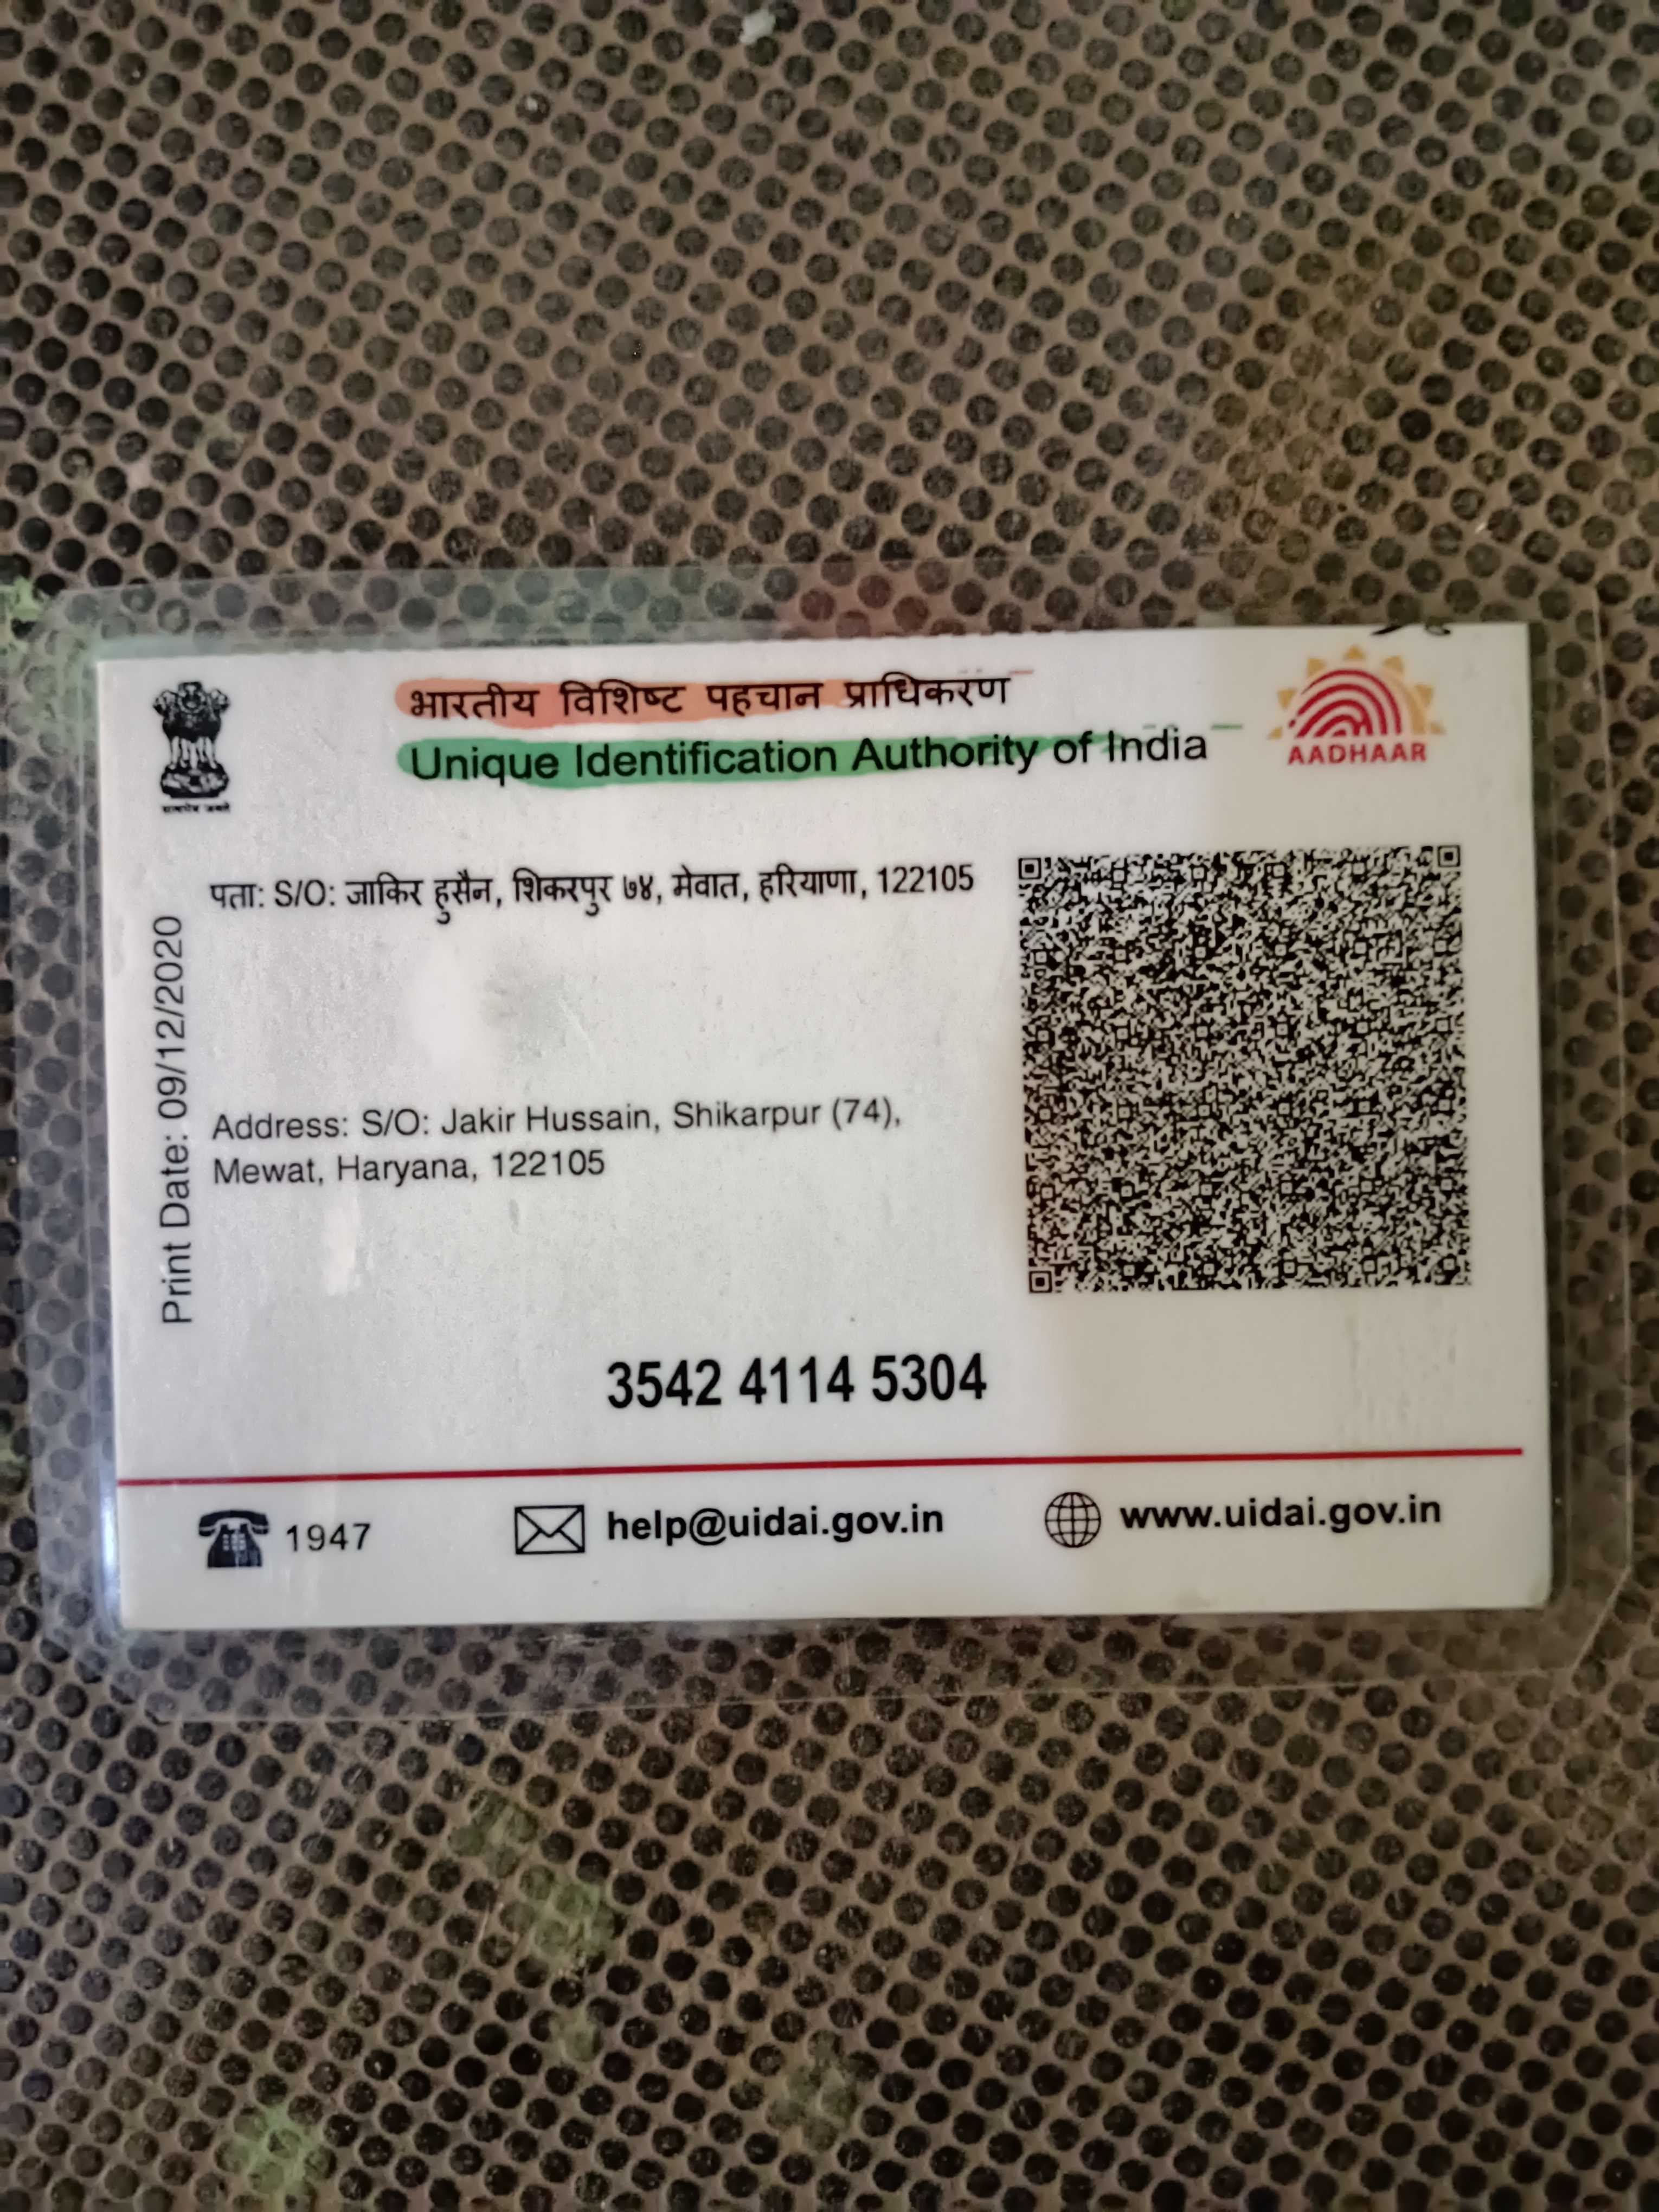 भारतीय विशिष्ट पहचान प्राधिकरण
Unique Identification Authority of India
AADHAAR
सत्यमेव जयते
पता: S/O: जाकिर हुसैन, शिकरपुर ७४, मेवात, हरियाणा, 122105
Print Date: 09/12/2020
Address: S/O: Jakir Hussain, Shikarpur (74),
Mewat, Haryana, 122105
3542 4114 5304
1947
help@uidai.gov.in
www.uidai.gov.in